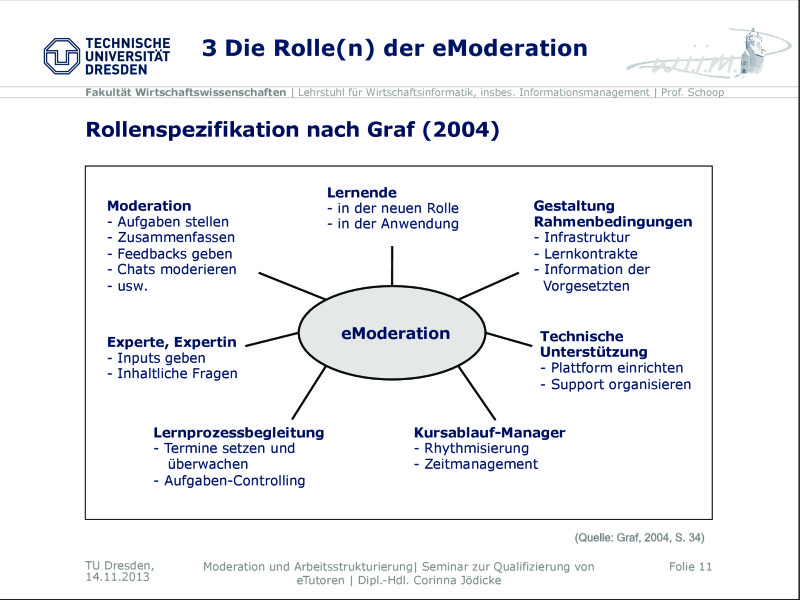 TECHNISCHE
UNIVERSITÄT
DRESDEN
3 Die Rolle(n) der eModeration
w.i.i.m.
Fakultät Wirtschaftswissenschaften | Lehrstuhl für Wirtschaftsinformatik, insbes. Informationsmanagement | Prof. Schoop
Rollenspezifikation nach Graf (2004)
Moderation
- Aufgaben stellen
- Zusammenfassen
- Feedbacks geben
- Chats moderieren
- usw.
Lernende
- in der neuen Rolle
- in der Anwendung
Gestaltung
Rahmenbedingungen
- Infrastruktur
- Lernkontrakte
- Information der
Vorgesetzten
eModeration
Experte, Expertin
- Inputs geben
- Inhaltliche Fragen
Technische
Unterstützung
- Plattform einrichten
- Support organisieren
Lernprozessbegleitung
- Termine setzen und
überwachen
- Aufgaben-Controlling
Kursablauf-Manager
- Rhythmisierung
- Zeitmanagement
(Quelle: Graf, 2004, S. 34)
TU Dresden,
14.11.2013
Moderation und Arbeitsstrukturierung| Seminar zur Qualifizierung von
eTutoren | Dipl.-Hdl. Corinna Jödicke
Folie 11